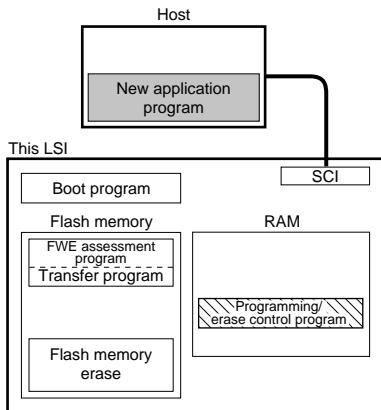 Host
New application
program
This LSI
SCI
Boot program
Flash memory
RAM
FWE assessment
program
Transfer program
Programming/
erase control program
Flash memory
erase